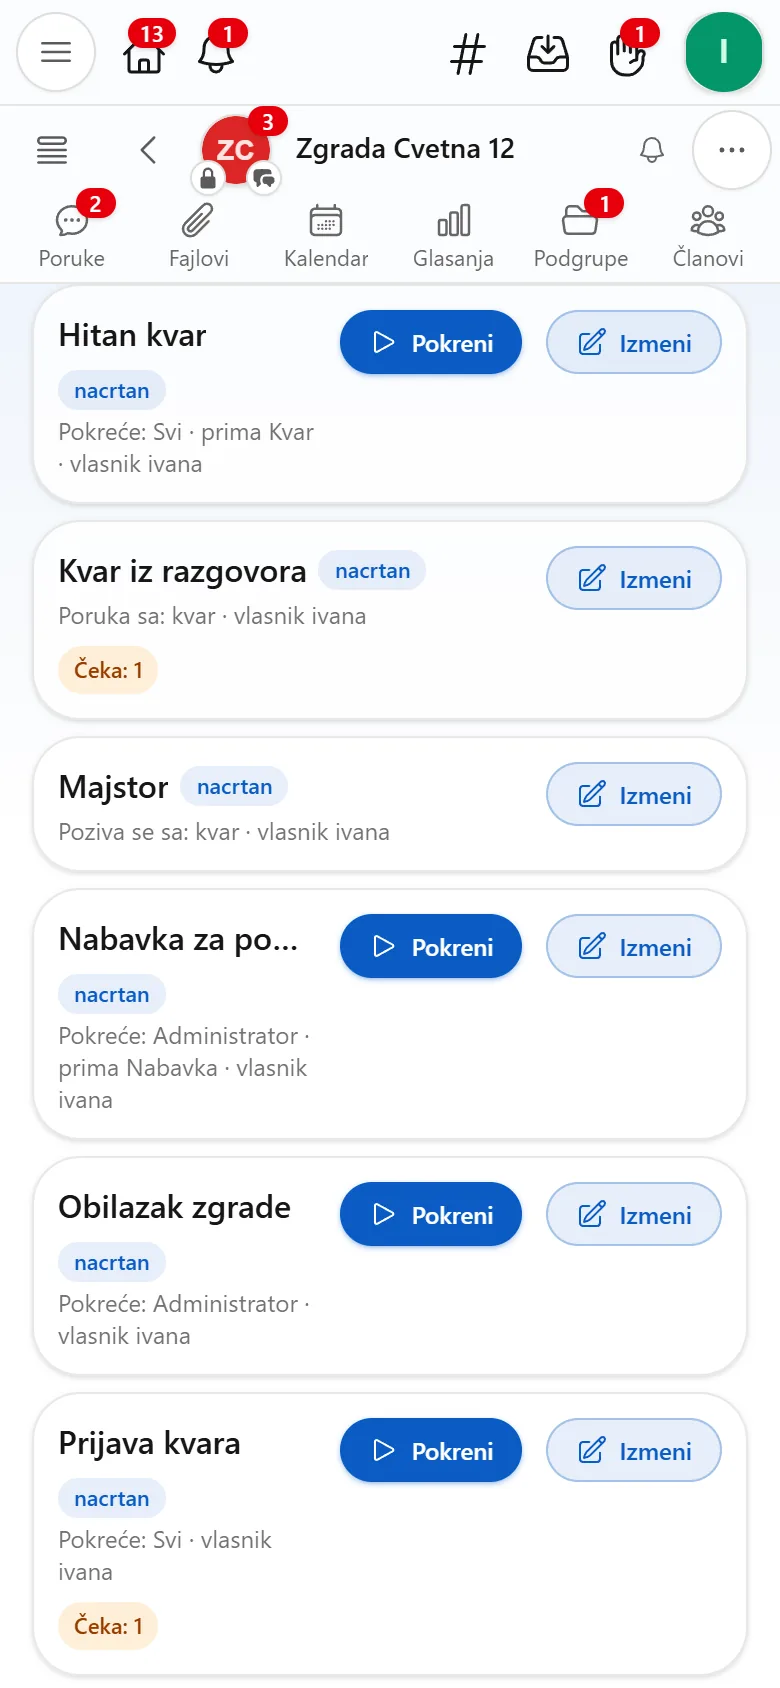 13
1
1
I
ZC
3
Zgrada Cvetna 12
2
1
Poruke
Fajlovi
Kalendar
Glasanja
Podgrupe
Članovi
Hitan kvar
Pokreni
Izmeni
nacrtan
Pokreće: Svi · prima Kvar
· vlasnik ivana
Kvar iz razgovora
nacrtan
Izmeni
Poruka sa: kvar · vlasnik ivana
Čeka: 1
Majstor
nacrtan
Izmeni
Poziva se sa: kvar · vlasnik ivana
Nabavka za po...
Pokreni
Izmeni
nacrtan
Pokreće: Administrator ·
prima Nabavka · vlasnik
ivana
Obilazak zgrade
Pokreni
Izmeni
nacrtan
Pokreće: Administrator ·
vlasnik ivana
Prijava kvara
Pokreni
Izmeni
nacrtan
Pokreće: Svi · vlasnik
ivana
Čeka: 1